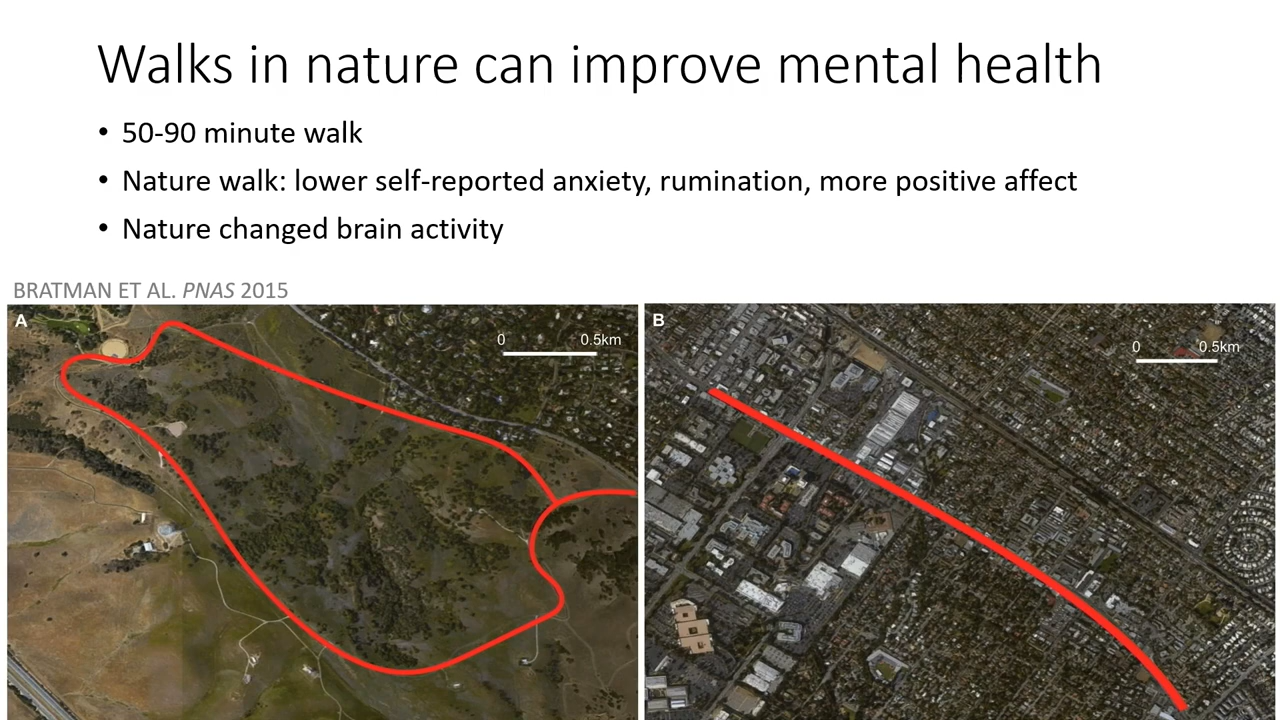 Walks in nature can improve mental health
• 50-90 minute walk
• Nature walk: lower self-reported anxiety, rumination, more positive affect
• Nature changed brain activity
BRATMAN ET AL. PNAS 2015
A
0 0.5km
B
0 0.5km